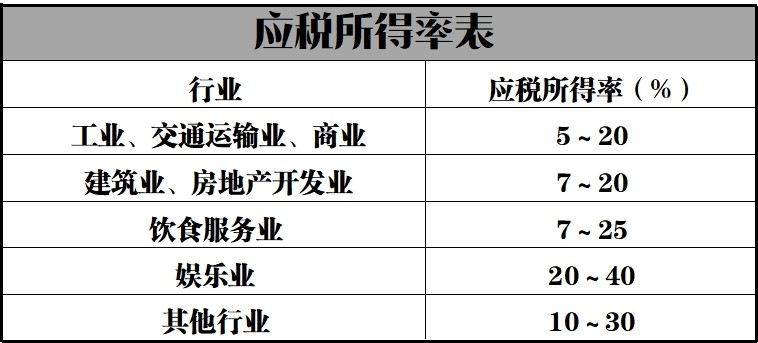 应税所得率表
行业 应税所得率（%）
工业、交通运输业、商业 5~20
建筑业、房地产开发业 7~20
饮食服务业 7~25
娱乐业 20~40
其他行业 10~30